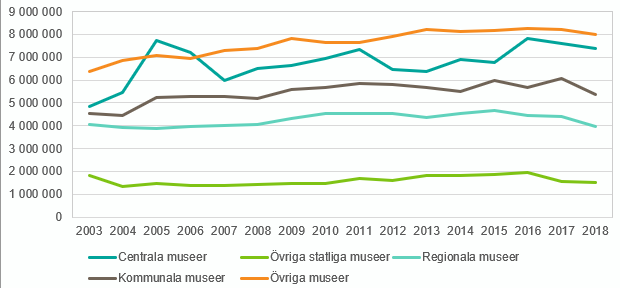 9 000 000
8 000 000
7 000 000
6 000 000
5 000 000
4 000 000
3 000 000
2 000 000
1 000 000
0
2003 2004 2005 2006 2007 2008 2009 2010 2011 2012 2013 2014 2015 2016 2017 2018
Centrala museer Övriga statliga museer Regionala museer
Kommunala museer Övriga museer